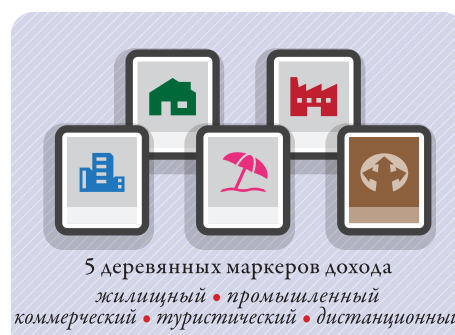 5 деревянных маркеров дохода
жилищный • промышленный
коммерческий • туристический • дистанционный